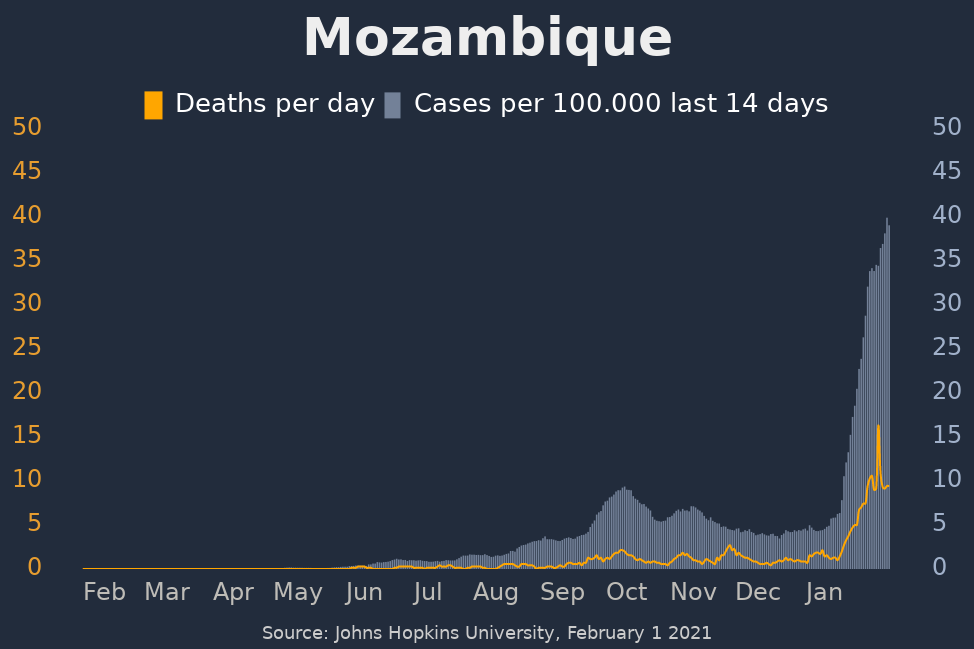 Mozambique
Deaths per day Cases per 100.000 last 14 days
50 50
45 45
40 40
35 35
30 30
25 25
20 20
15 15
10 10
5 5
0 0
Feb Mar Apr May Jun Jul Aug Sep Oct Nov Dec Jan
Source: Johns Hopkins University, February 1 2021